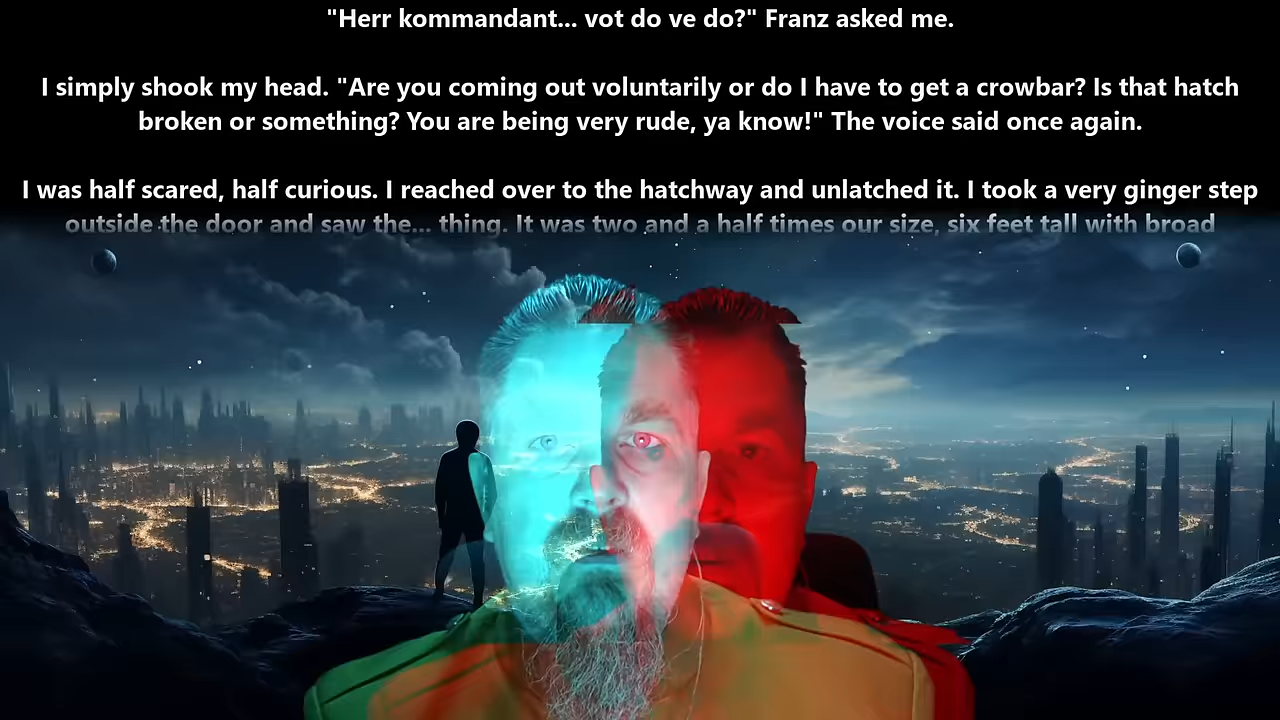 "Herr kommandant... vot do ve do?" Franz asked me.
I simply shook my head. "Are you coming out voluntarily or do I have to get a crowbar? Is that hatch
broken or something? You are being very rude, ya know!" The voice said once again.
I was half scared, half curious. I reached over to the hatchway and unlatched it. I took a very ginger step
outside the door and saw the... thing. It was two and a half times our size, six feet tall with broad